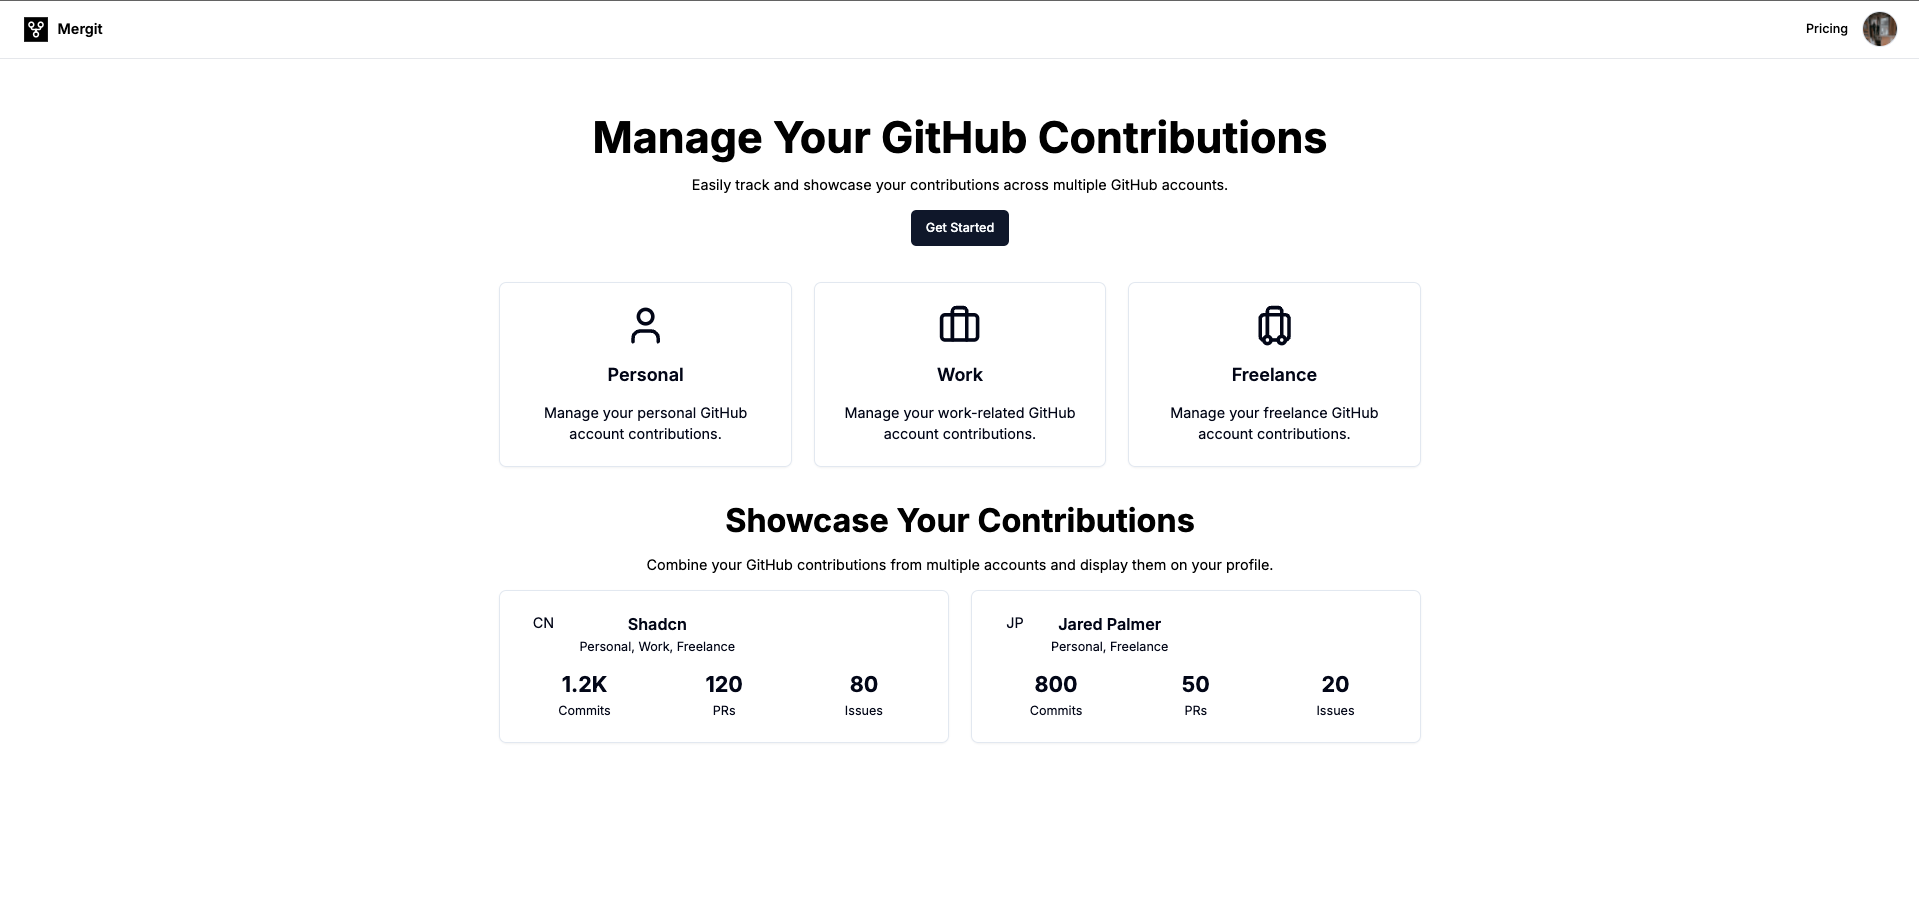 Mergit
Pricing
Manage Your GitHub Contributions
Easily track and showcase your contributions across multiple GitHub accounts.
Get Started
Personal
Manage your personal GitHub
account contributions.
Work
Manage your work-related GitHub
account contributions.
Freelance
Manage your freelance GitHub
account contributions.
Showcase Your Contributions
Combine your GitHub contributions from multiple accounts and display them on your profile.
CN
Shadcn
Personal, Work, Freelance
1.2K
Commits
120
PRs
80
Issues
JP
Jared Palmer
Personal, Freelance
800
Commits
50
PRs
20
Issues